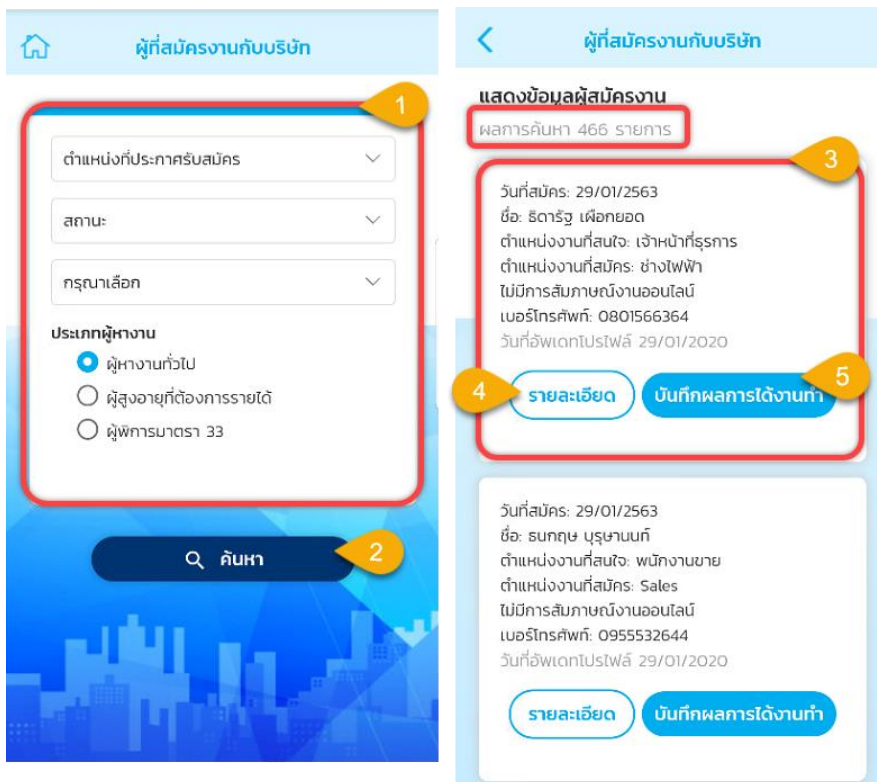 ผู้ที่สมัครงานกับบริษัท
1
ตำแหน่งที่ประกาศรับสมัคร
สถานะ
กรุณาเลือก
ประเภทผู้หางาน
ผู้หางานทั่วไป
ผู้สูงอายุที่ต้องการรายได้
ผู้พิการมาตรา 33
ค้นหา
2
ผู้ที่สมัครงานกับบริษัท
แสดงข้อมูลผู้สมัครงาน
ผลการค้นหา 466 รายการ
3
วันที่สมัคร: 29/01/2563
ชื่อ: ธิดารัฐ เผือกยอด
ตำแหน่งงานที่สนใจ: เจ้าหน้าที่ธุรการ
ตำแหน่งงานที่สมัคร: ช่างไฟฟ้า
ไม่มีการสัมภาษณ์งานออนไลน์
เบอร์โทรศัพท์: 0801566364
วันที่อัพเดทโปรไฟล์ 29/01/2020
4
รายละเอียด
บันทึกผลการได้งานทำ
5
วันที่สมัคร: 29/01/2563
ชื่อ: ธนกฤษ บุรุษานนท์
ตำแหน่งงานที่สนใจ: พนักงานขาย
ตำแหน่งงานที่สมัคร: Sales
ไม่มีการสัมภาษณ์งานออนไลน์
เบอร์โทรศัพท์: 0955532644
วันที่อัพเดทโปรไฟล์ 29/01/2020
รายละเอียด
บันทึกผลการได้งานทำ